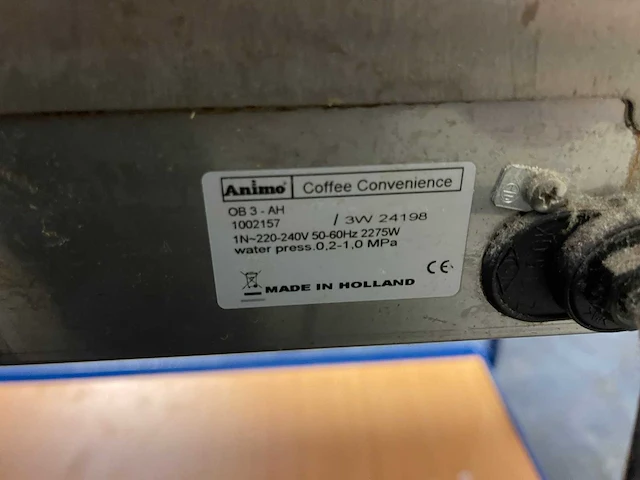 Animo® Coffee Convenience
OB 3 - AH
1002157 / 3W 24198
1N~220-240V 50-60Hz 2275W
water press.0,2-1,0 MPa
CE
MADE IN HOLLAND